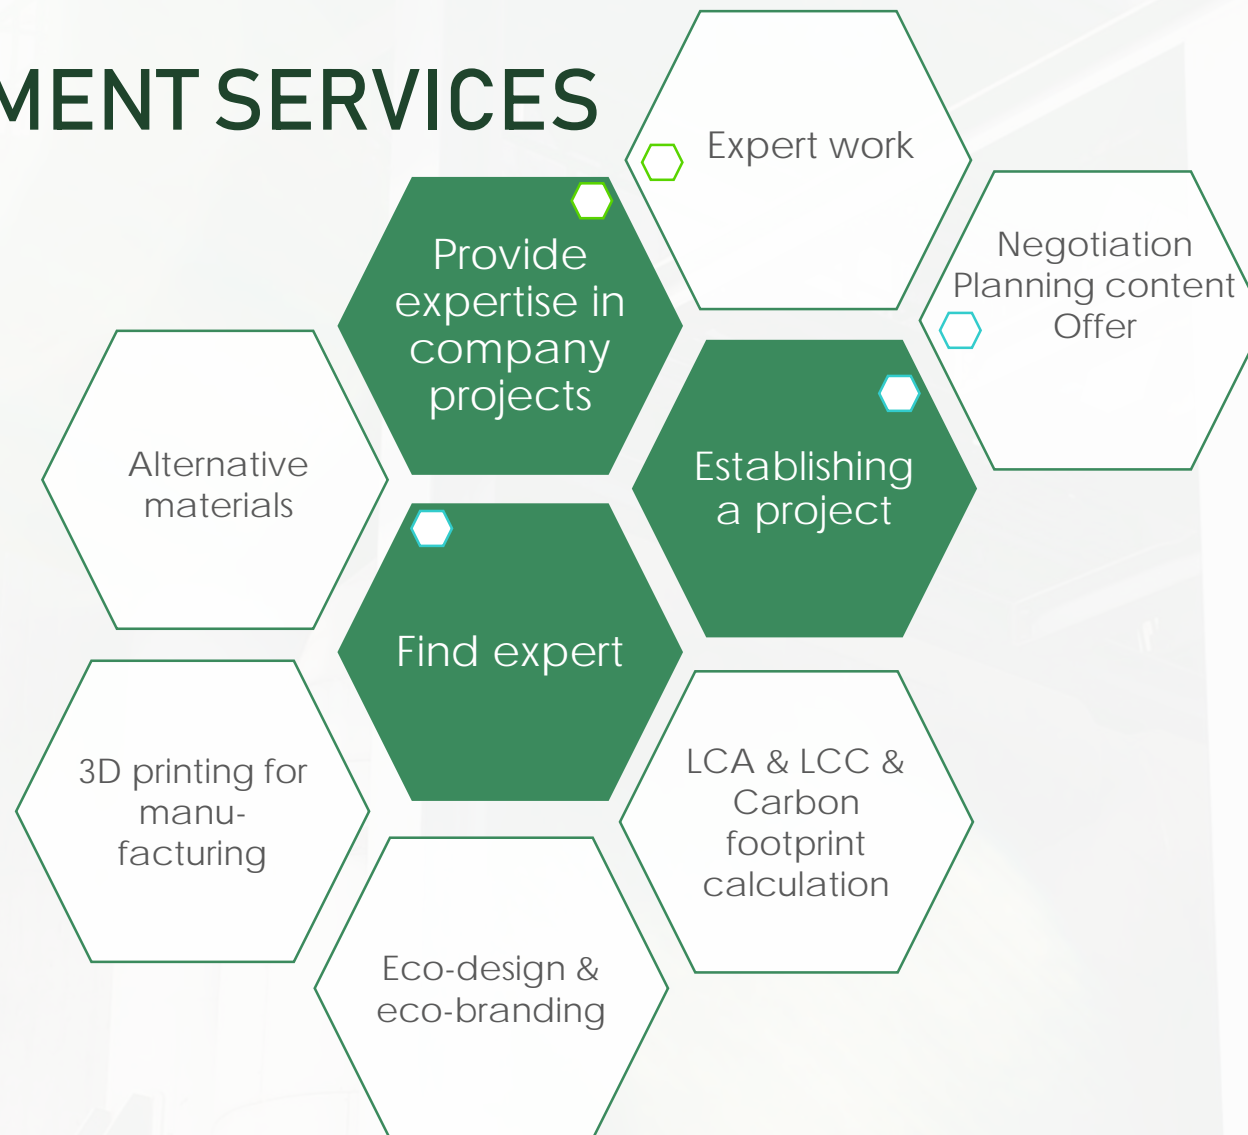 MENT SERVICES
Expert work
Provide
expertise in
company
projects
Negotiation
Planning content
Offer
Alternative
materials
Establishing
a project
Find expert
3D printing for
manu-
facturing
LCA & LCC &
Carbon
footprint
calculation
Eco-design &
eco-branding